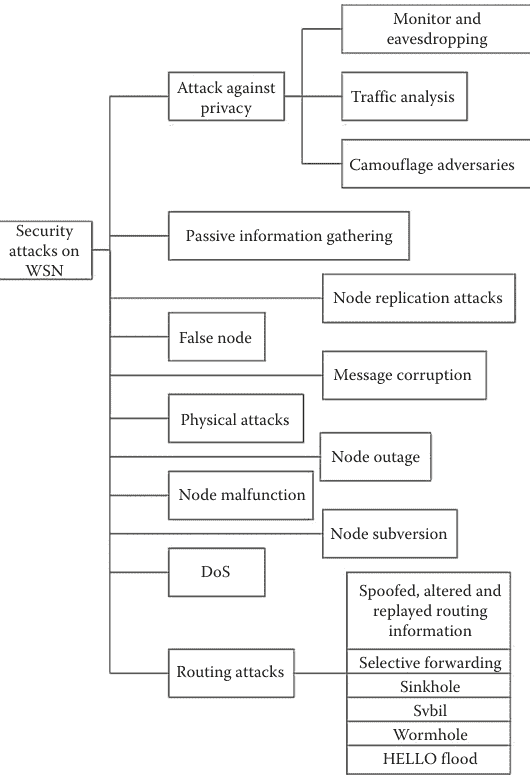 Monitor and
eavesdropping
Attack against
privacy
Traffic analysis
Camouflage adversaries
Security
attacks on
WSN
Passive information gathering
Node replication attacks
False node
Message corruption
Physical attacks
Node outage
Node malfunction
Node subversion
DoS
Spoofed, altered and
replayed routing
information
Routing attacks
Selective forwarding
Sinkhole
Svbil
Wormhole
HELLO flood